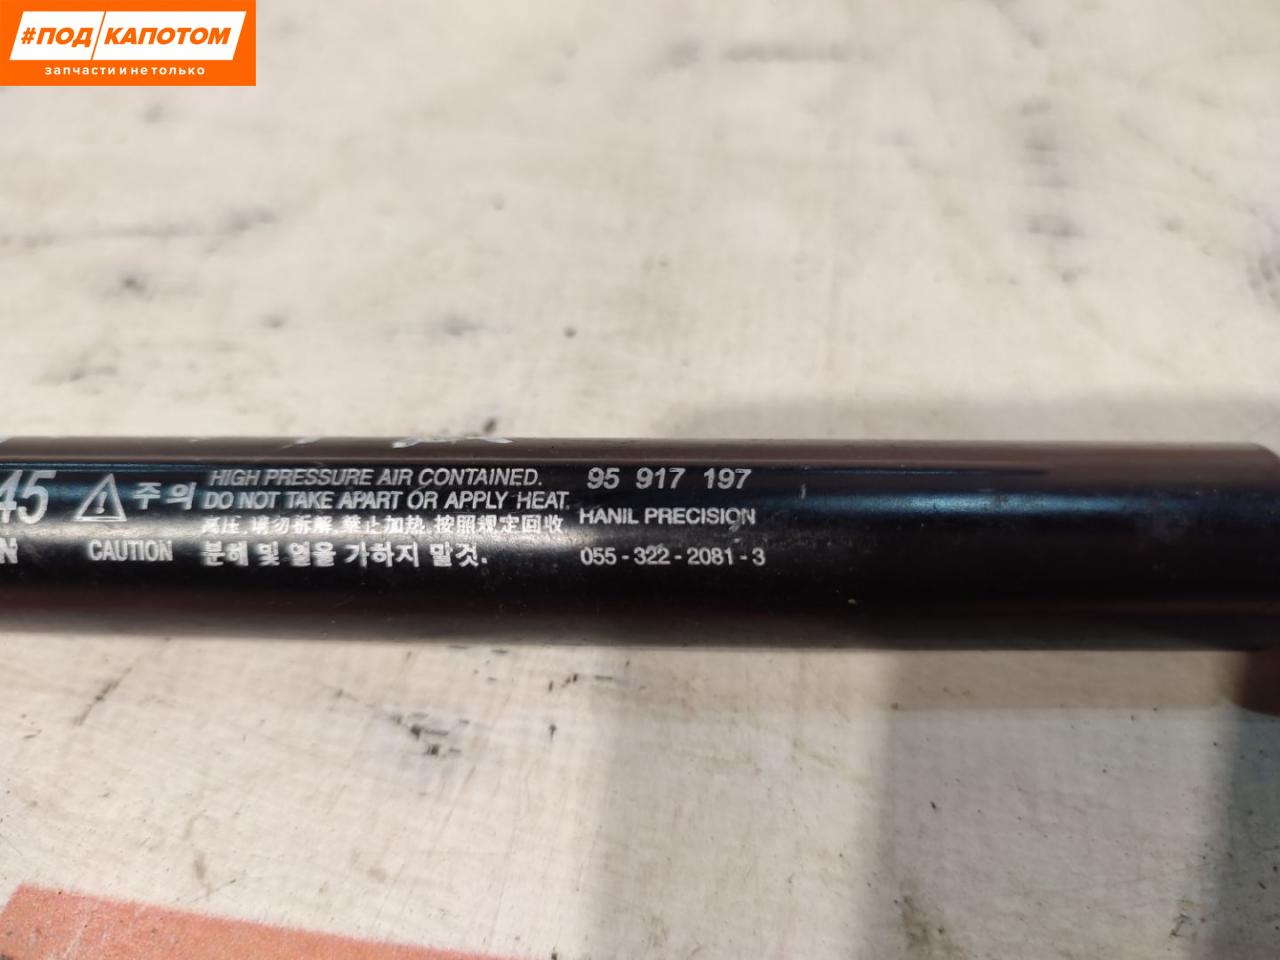 #ПОД/КАПОТОМ
запчасти и не только
45
주의
CAUTION
HIGH PRESSURE AIR CONTAINED.
DO NOT TAKE APART OR APPLY HEAT.
高压, 请勿拆解, 禁止加热, 按照规定回收
분해 및 열을 가하지 말것.
95 917 197
HANIL PRECISION
055-322-2081-3